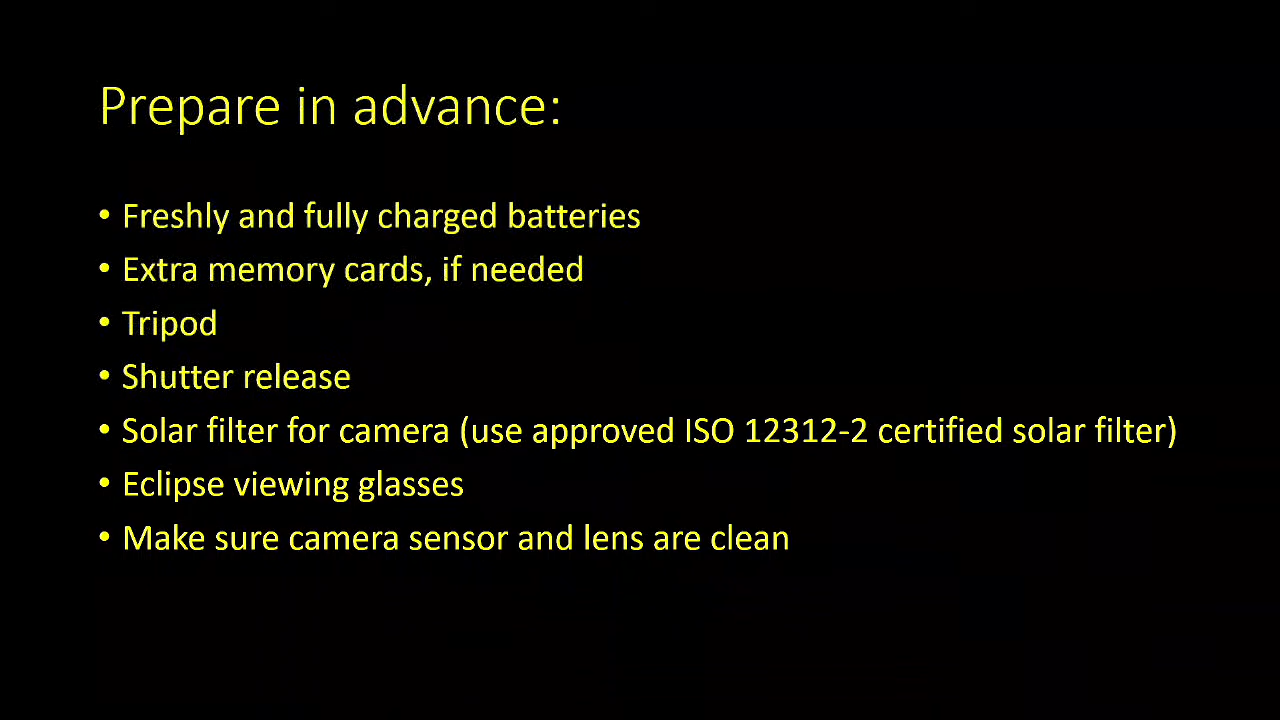 Prepare in advance:
• Freshly and fully charged batteries
• Extra memory cards, if needed
• Tripod
• Shutter release
• Solar filter for camera (use approved ISO 12312-2 certified solar filter)
• Eclipse viewing glasses
• Make sure camera sensor and lens are clean